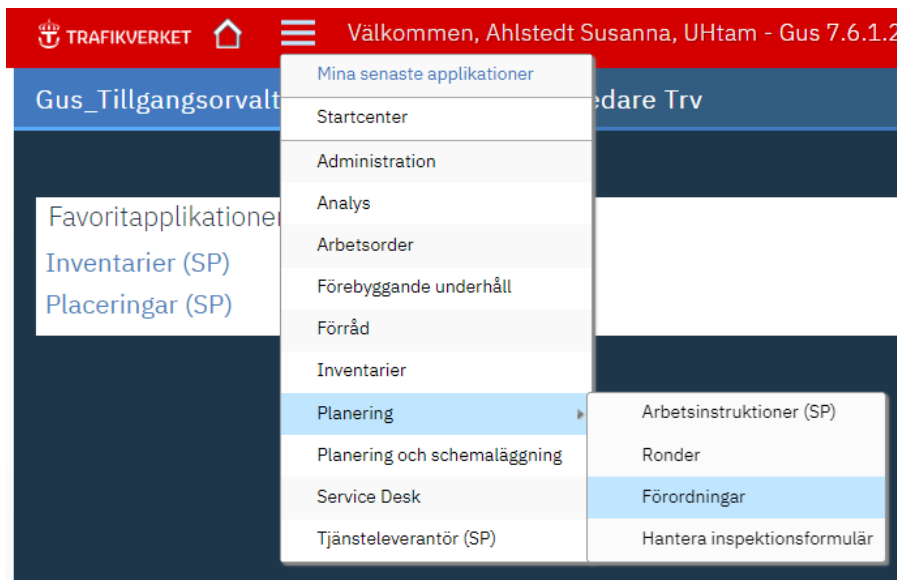 TRAFIKVERKET
Välkommen, Ahlstedt Susanna, UHtam - Gus 7.6.1.2
Gus_Tillgangsorvalt
edare Trv
Mina senaste applikationer
Startcenter
Administration
Analys
Arbetsorder
Förebyggande underhåll
Förråd
Inventarier
Planering
Planering och schemaläggning
Service Desk
Tjänsteleverantör (SP)
Favoritapplikationer
Inventarier (SP)
Placeringar (SP)
Arbetsinstruktioner (SP)
Ronder
Förordningar
Hantera inspektionsformulär